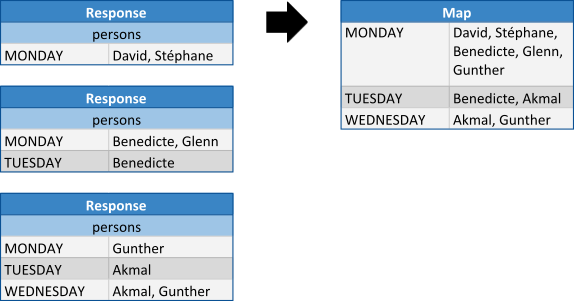 Response
persons
MONDAY David, Stéphane
Response
persons
MONDAY Benedicte, Glenn
TUESDAY Benedicte
Response
persons
MONDAY Gunther
TUESDAY Akmal
WEDNESDAY Akmal, Gunther
Map
MONDAY David, Stéphane,
Benedicte, Glenn,
Gunther
TUESDAY Benedicte, Akmal
WEDNESDAY Akmal, Gunther